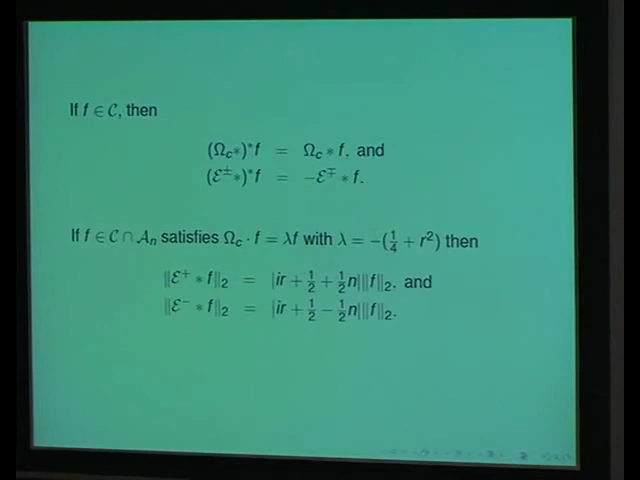 If f ∈ 𝒞, then
(Ω_c*)*f = Ω_c * f, and
(ℰ^±*)*f = −ℰ^∓ * f.
If f ∈ 𝒞 ∩ 𝒜_n satisfies Ω_c · f = λf with λ = −(1/4 + r²) then
‖ℰ⁺ * f‖₂ = |ir + 1/2 + 1/2 n|‖f‖₂, and
‖ℰ⁻ * f‖₂ = |ir + 1/2 − 1/2 n|‖f‖₂.